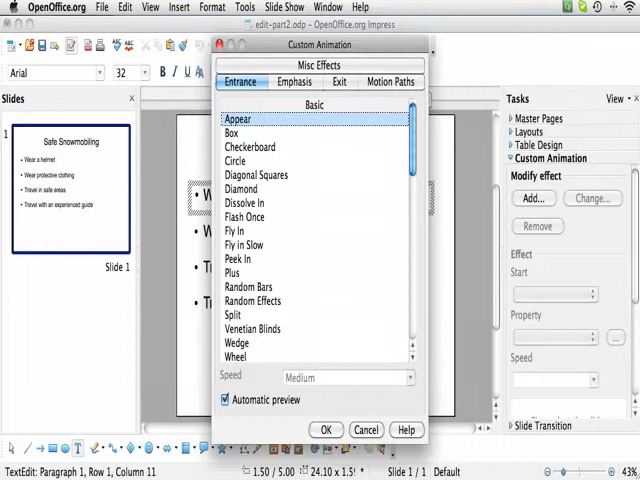 OpenOffice.org File Edit View Insert Format Tools Slide Show Window Help
edit-part2.odp - OpenOffice.org Impress
Custom Animation
Arial 32 B I U
Misc Effects
Entrance Emphasis Exit Motion Paths
Slides
Tasks View
Basic
Appear
Box
Checkerboard
Circle
Diagonal Squares
Diamond
Dissolve In
Flash Once
Fly In
Fly in Slow
Peek In
Plus
Random Bars
Random Effects
Split
Venetian Blinds
Wedge
Wheel
Speed Medium
Automatic preview
OK Cancel Help
1
Safe Snowmobiling
• Wear a helmet
• Wear protective clothing
• Travel in safe areas
• Travel with an experienced guide
Slide 1
• W
• W
• Tr
• Tr
Master Pages
Layouts
Table Design
Custom Animation
Modify effect
Add... Change...
Remove
Effect
Start
Property
...
Speed
Slide Transition
TextEdit: Paragraph 1, Row 1, Column 11 1.50 / 5.00 24.10 x 1.5 Slide 1 / 1 Default 43%